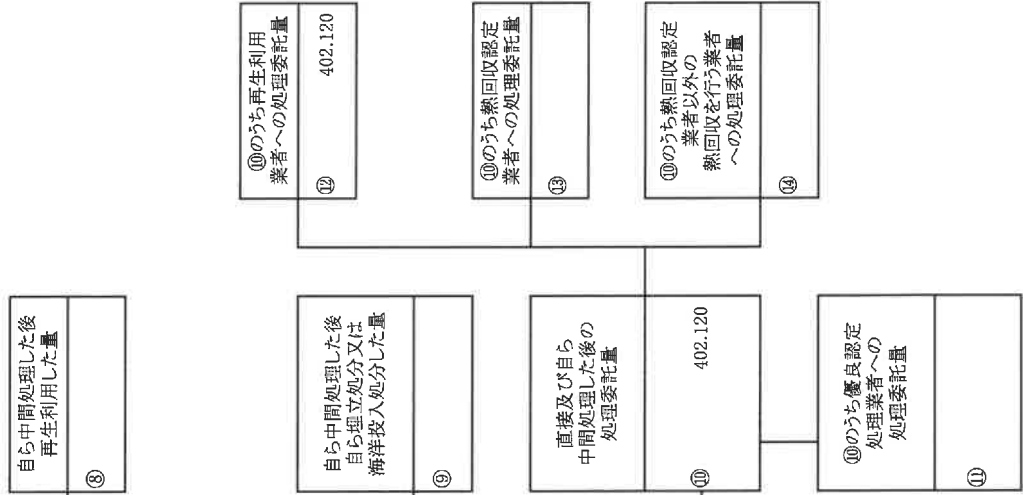 自ら中間処理した後
再生利用した量
⑧
自ら中間処理した後
自ら埋立処分又は
海洋投入処分した量
⑨
直接及び自ら
中間処理した後の
処理委託量
⑩ 402.120
⑩のうち優良認定
処理業者への
処理委託量
⑪
⑩のうち再生利用
業者への処理委託量
⑫ 402.120
⑩のうち熱回収認定
業者への処理委託量
⑬
⑩のうち熱回収認定
業者以外の
熱回収を行う業者
への処理委託量
⑭